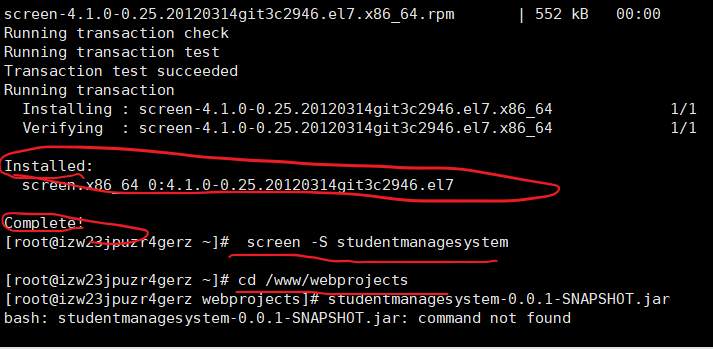 screen-4.1.0-0.25.20120314git3c2946.el7.x86_64.rpm | 552 kB 00:00
Running transaction check
Running transaction test
Transaction test succeeded
Running transaction
Installing : screen-4.1.0-0.25.20120314git3c2946.el7.x86_64 1/1
Verifying : screen-4.1.0-0.25.20120314git3c2946.el7.x86_64 1/1
Installed:
screen.x86_64 0:4.1.0-0.25.20120314git3c2946.el7
Complete!
[root@izw23jpuzr4gerz ~]# screen -S studentmanagesystem
[root@izw23jpuzr4gerz ~]# cd /www/webprojects
[root@izw23jpuzr4gerz webprojects]# studentmanagesystem-0.0.1-SNAPSHOT.jar
bash: studentmanagesystem-0.0.1-SNAPSHOT.jar: command not found